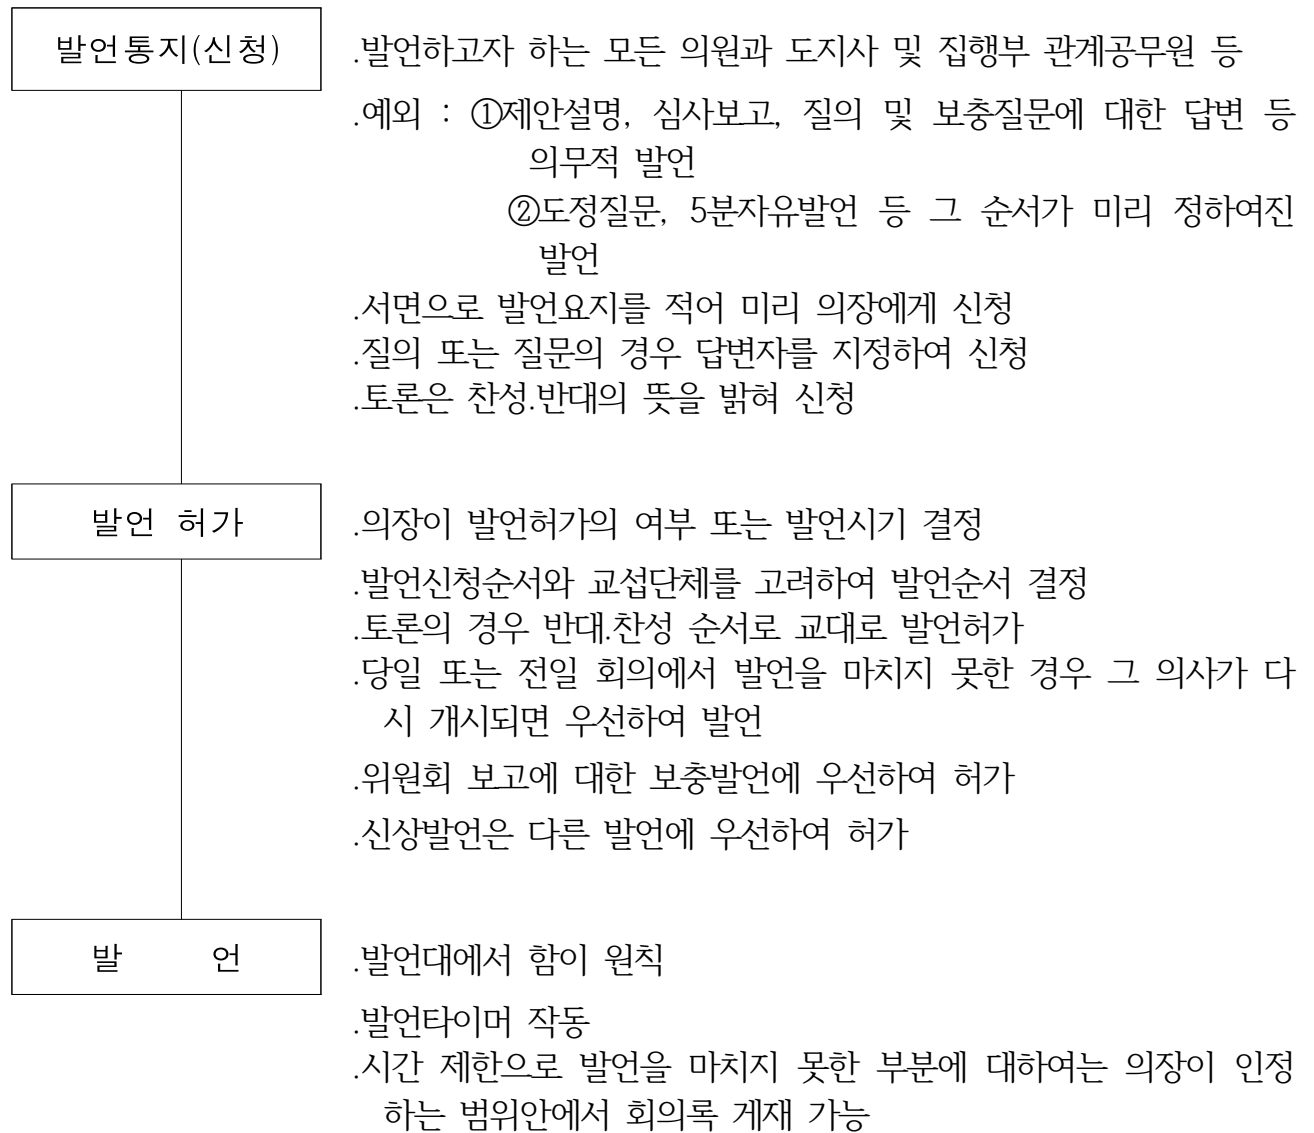 발언통지(신청)
.발언하고자 하는 모든 의원과 도지사 및 집행부 관계공무원 등
.예외 : ①제안설명, 심사보고, 질의 및 보충질문에 대한 답변 등
의무적 발언
②도정질문, 5분자유발언 등 그 순서가 미리 정하여진
발언
.서면으로 발언요지를 적어 미리 의장에게 신청
.질의 또는 질문의 경우 답변자를 지정하여 신청
.토론은 찬성.반대의 뜻을 밝혀 신청
발언 허가
.의장이 발언허가의 여부 또는 발언시기 결정
.발언신청순서와 교섭단체를 고려하여 발언순서 결정
.토론의 경우 반대.찬성 순서로 교대로 발언허가
.당일 또는 전일 회의에서 발언을 마치지 못한 경우 그 의사가 다
시 개시되면 우선하여 발언
.위원회 보고에 대한 보충발언에 우선하여 허가
.신상발언은 다른 발언에 우선하여 허가
발 언
.발언대에서 함이 원칙
.발언타이머 작동
.시간 제한으로 발언을 마치지 못한 부분에 대하여는 의장이 인정
하는 범위안에서 회의록 게재 가능